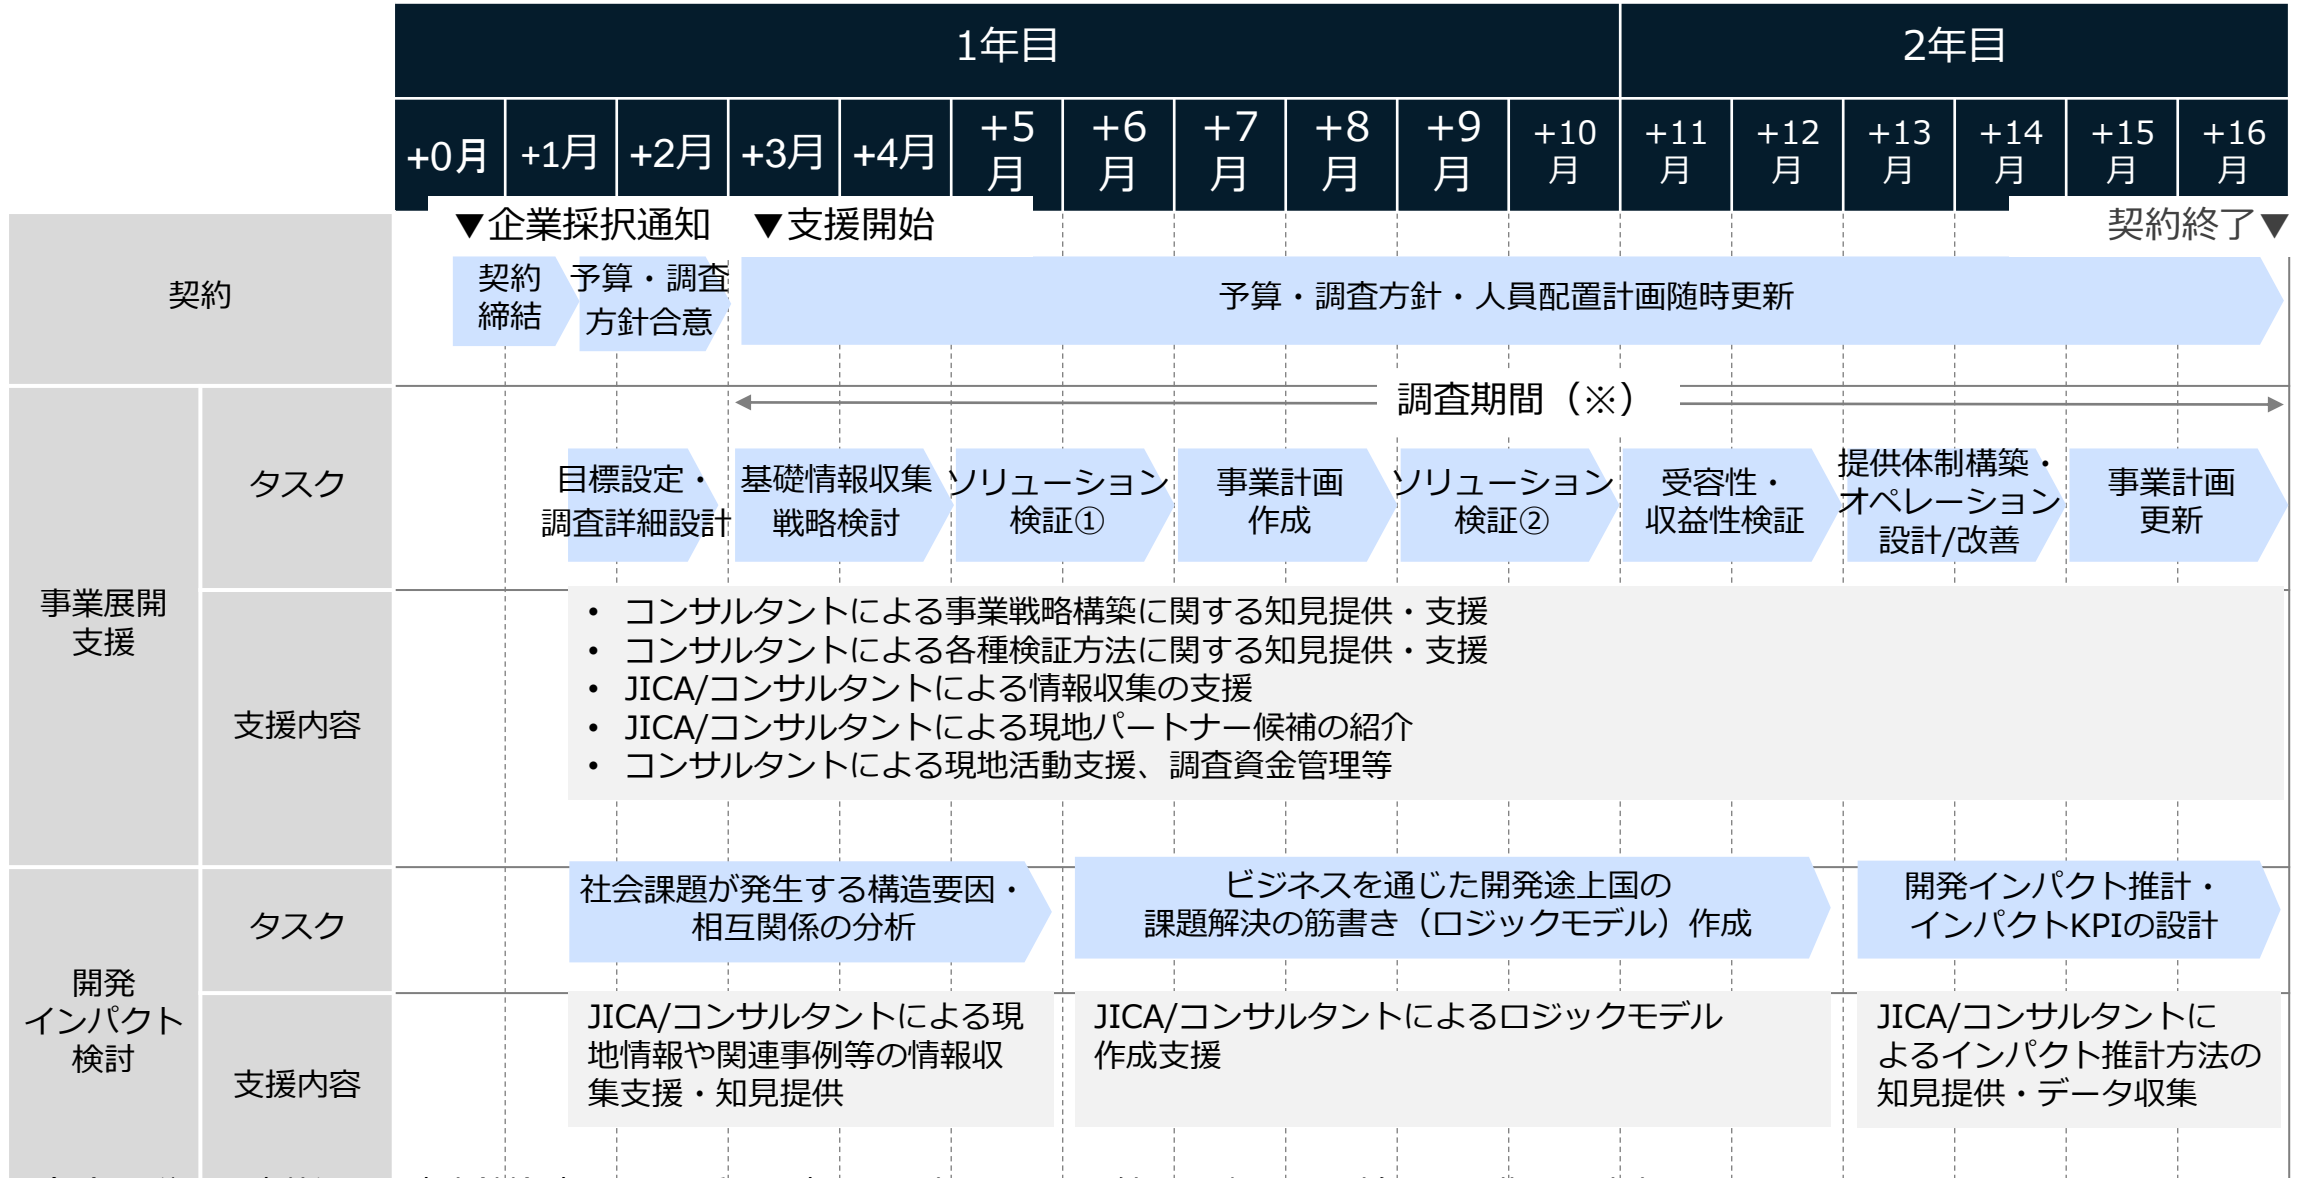 1年目
2年目
+0月
+1月
+2月
+3月
+4月
+5
月
+6
月
+7
月
+8
月
+9
月
+10
月
+11
月
+12
月
+13
月
+14
月
+15
月
+16
月
▼企業採択通知
▼支援開始
契約終了▼
契約
契約
締結
予算・調査
方針合意
予算・調査方針・人員配置計画随時更新
調査期間（※）
事業展開
支援
タスク
目標設定・
調査詳細設計
基礎情報収集
戦略検討
ソリューション
検証①
事業計画
作成
ソリューション
検証②
受容性・
収益性検証
提供体制構築・
オペレーション
設計/改善
事業計画
更新
支援内容
• コンサルタントによる事業戦略構築に関する知見提供・支援
• コンサルタントによる各種検証方法に関する知見提供・支援
• JICA/コンサルタントによる情報収集の支援
• JICA/コンサルタントによる現地パートナー候補の紹介
• コンサルタントによる現地活動支援、調査資金管理等
開発
インパクト
検討
タスク
社会課題が発生する構造要因・
相互関係の分析
ビジネスを通じた開発途上国の
課題解決の筋書き（ロジックモデル）作成
開発インパクト推計・
インパクトKPIの設計
支援内容
JICA/コンサルタントによる現
地情報や関連事例等の情報収
集支援・知見提供
JICA/コンサルタントによるロジックモデル
作成支援
JICA/コンサルタントに
よるインパクト推計方法の
知見提供・データ収集